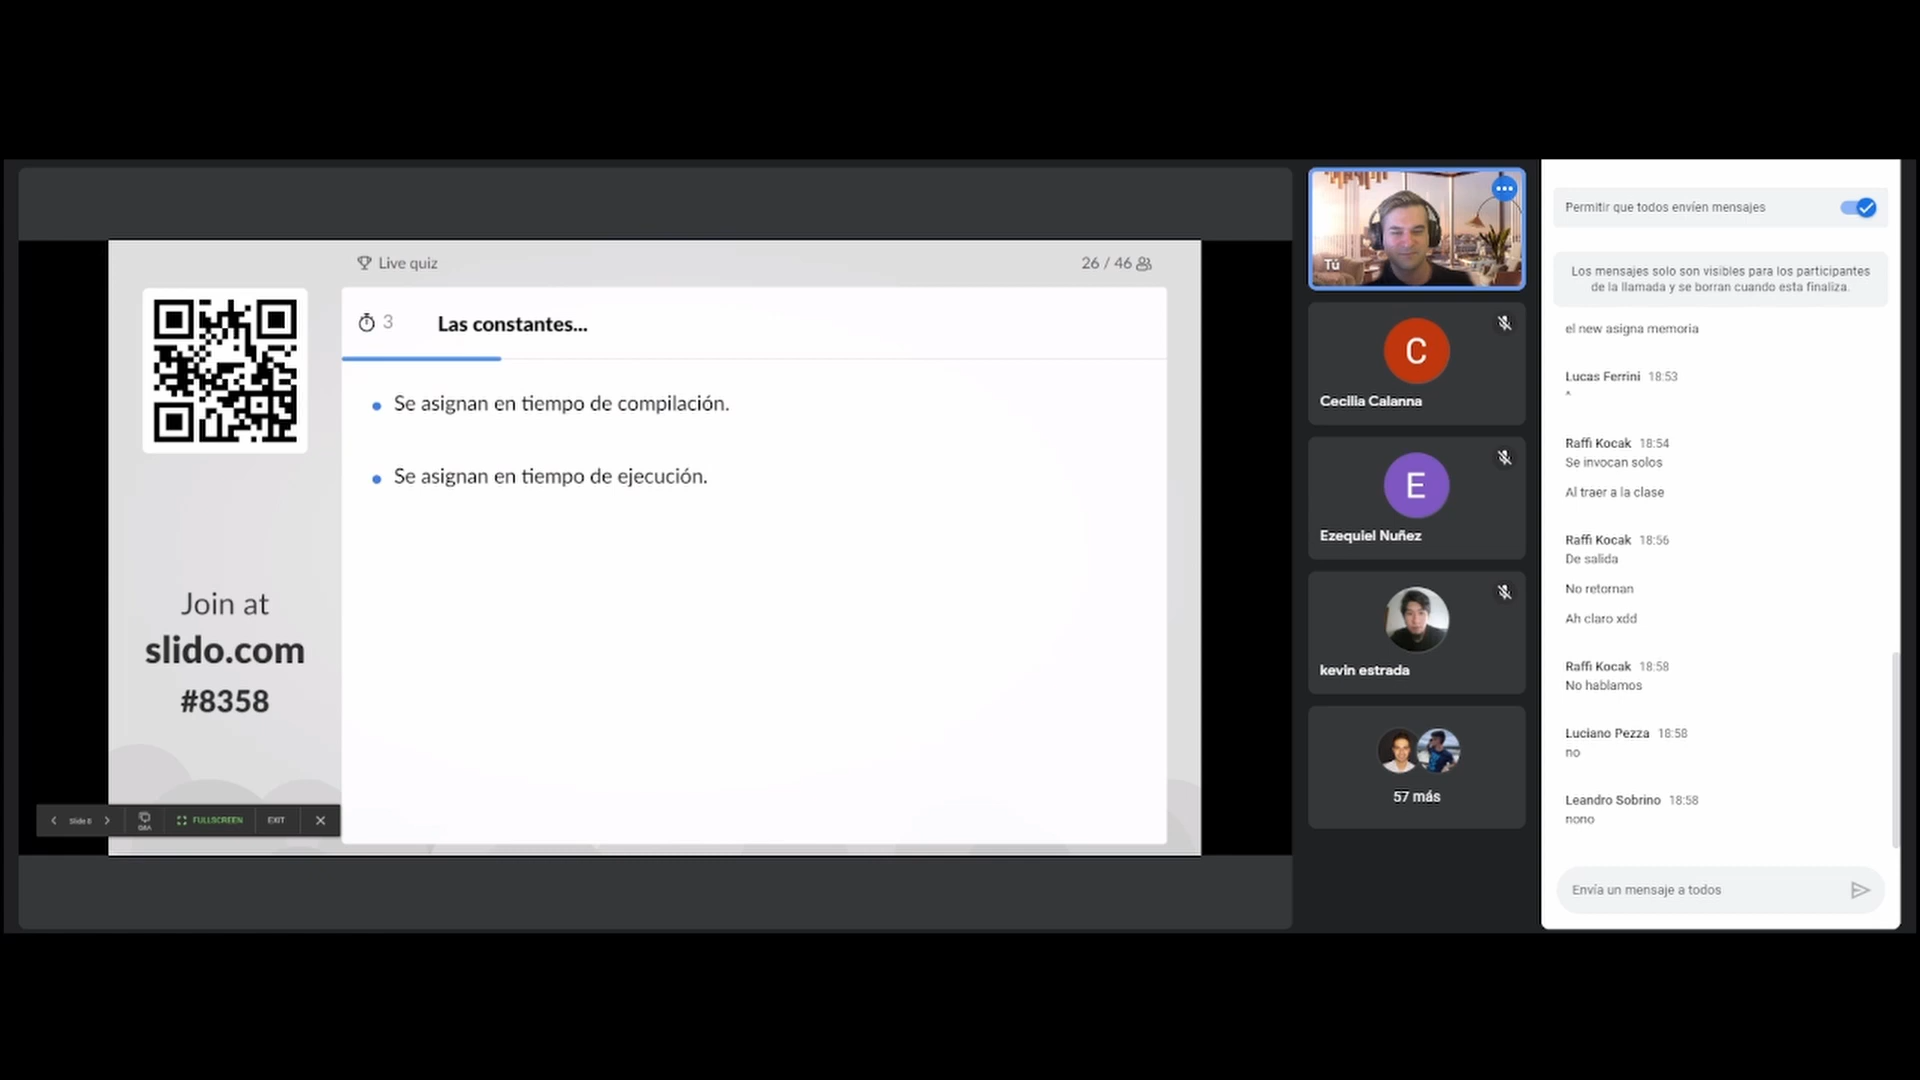 Live quiz
26 / 46
3
Las constantes...
Se asignan en tiempo de compilación.
Se asignan en tiempo de ejecución.
Join at
slido.com
#8358
Slide 8
Q&A
FULLSCREEN
EXIT
Tú
C
Cecilia Calanna
E
Ezequiel Nuñez
kevin estrada
57 más
Permitir que todos envíen mensajes
Los mensajes solo son visibles para los participantes
de la llamada y se borran cuando esta finaliza.
el new asigna memoria
Lucas Ferrini 18:53
^
Raffi Kocak 18:54
Se invocan solos
Al traer a la clase
Raffi Kocak 18:56
De salida
No retornan
Ah claro xdd
Raffi Kocak 18:58
No hablamos
Luciano Pezza 18:58
no
Leandro Sobrino 18:58
nono
Envía un mensaje a todos